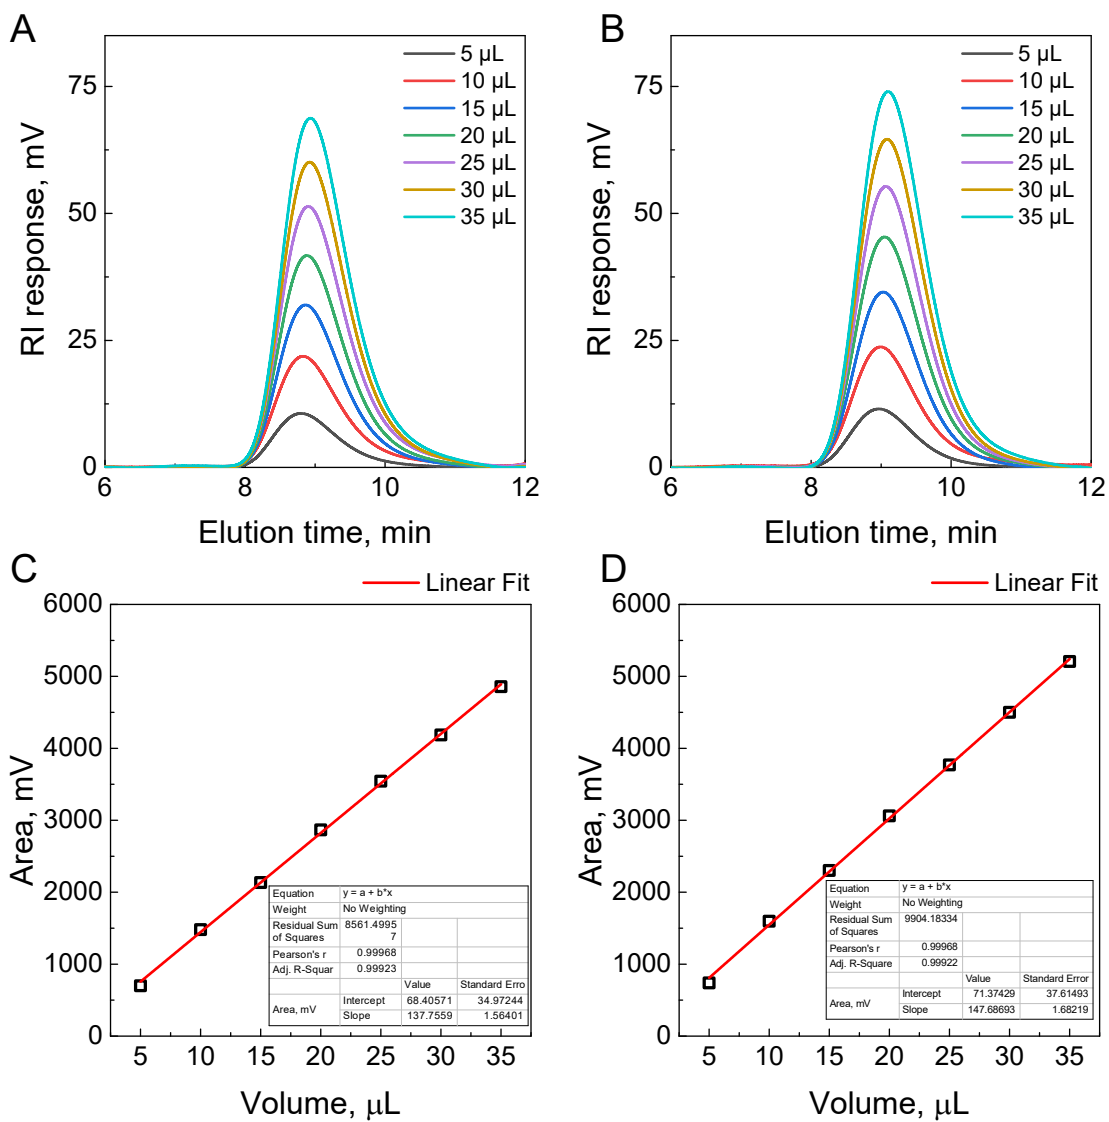 A
5 µL
10 µL
15 µL
20 µL
25 µL
30 µL
35 µL
75
50
25
0
RI response, mV
6 8 10 12
Elution time, min
B
5 µL
10 µL
15 µL
20 µL
25 µL
30 µL
35 µL
75
50
25
0
RI response, mV
6 8 10 12
Elution time, min
C
Linear Fit
6000
5000
4000
3000
2000
1000
0
Area, mV
Equation y = a + b*x
Weight No Weighting
Residual Sum 8561.4995
of Squares 7
Pearson's r 0.99968
Adj. R-Squar 0.99923
Value Standard Erro
Area, mV Intercept 68.40571 34.97244
Slope 137.7559 1.56401
5 10 15 20 25 30 35
Volume, µL
D
Linear Fit
6000
5000
4000
3000
2000
1000
0
Area, mV
Equation y = a + b*x
Weight No Weighting
Residual Sum 9904.18334
of Squares
Pearson's r 0.99968
Adj. R-Square 0.99922
Value Standard Error
Area, mV Intercept 71.37429 37.61493
Slope 147.68693 1.68219
5 10 15 20 25 30 35
Volume, µL